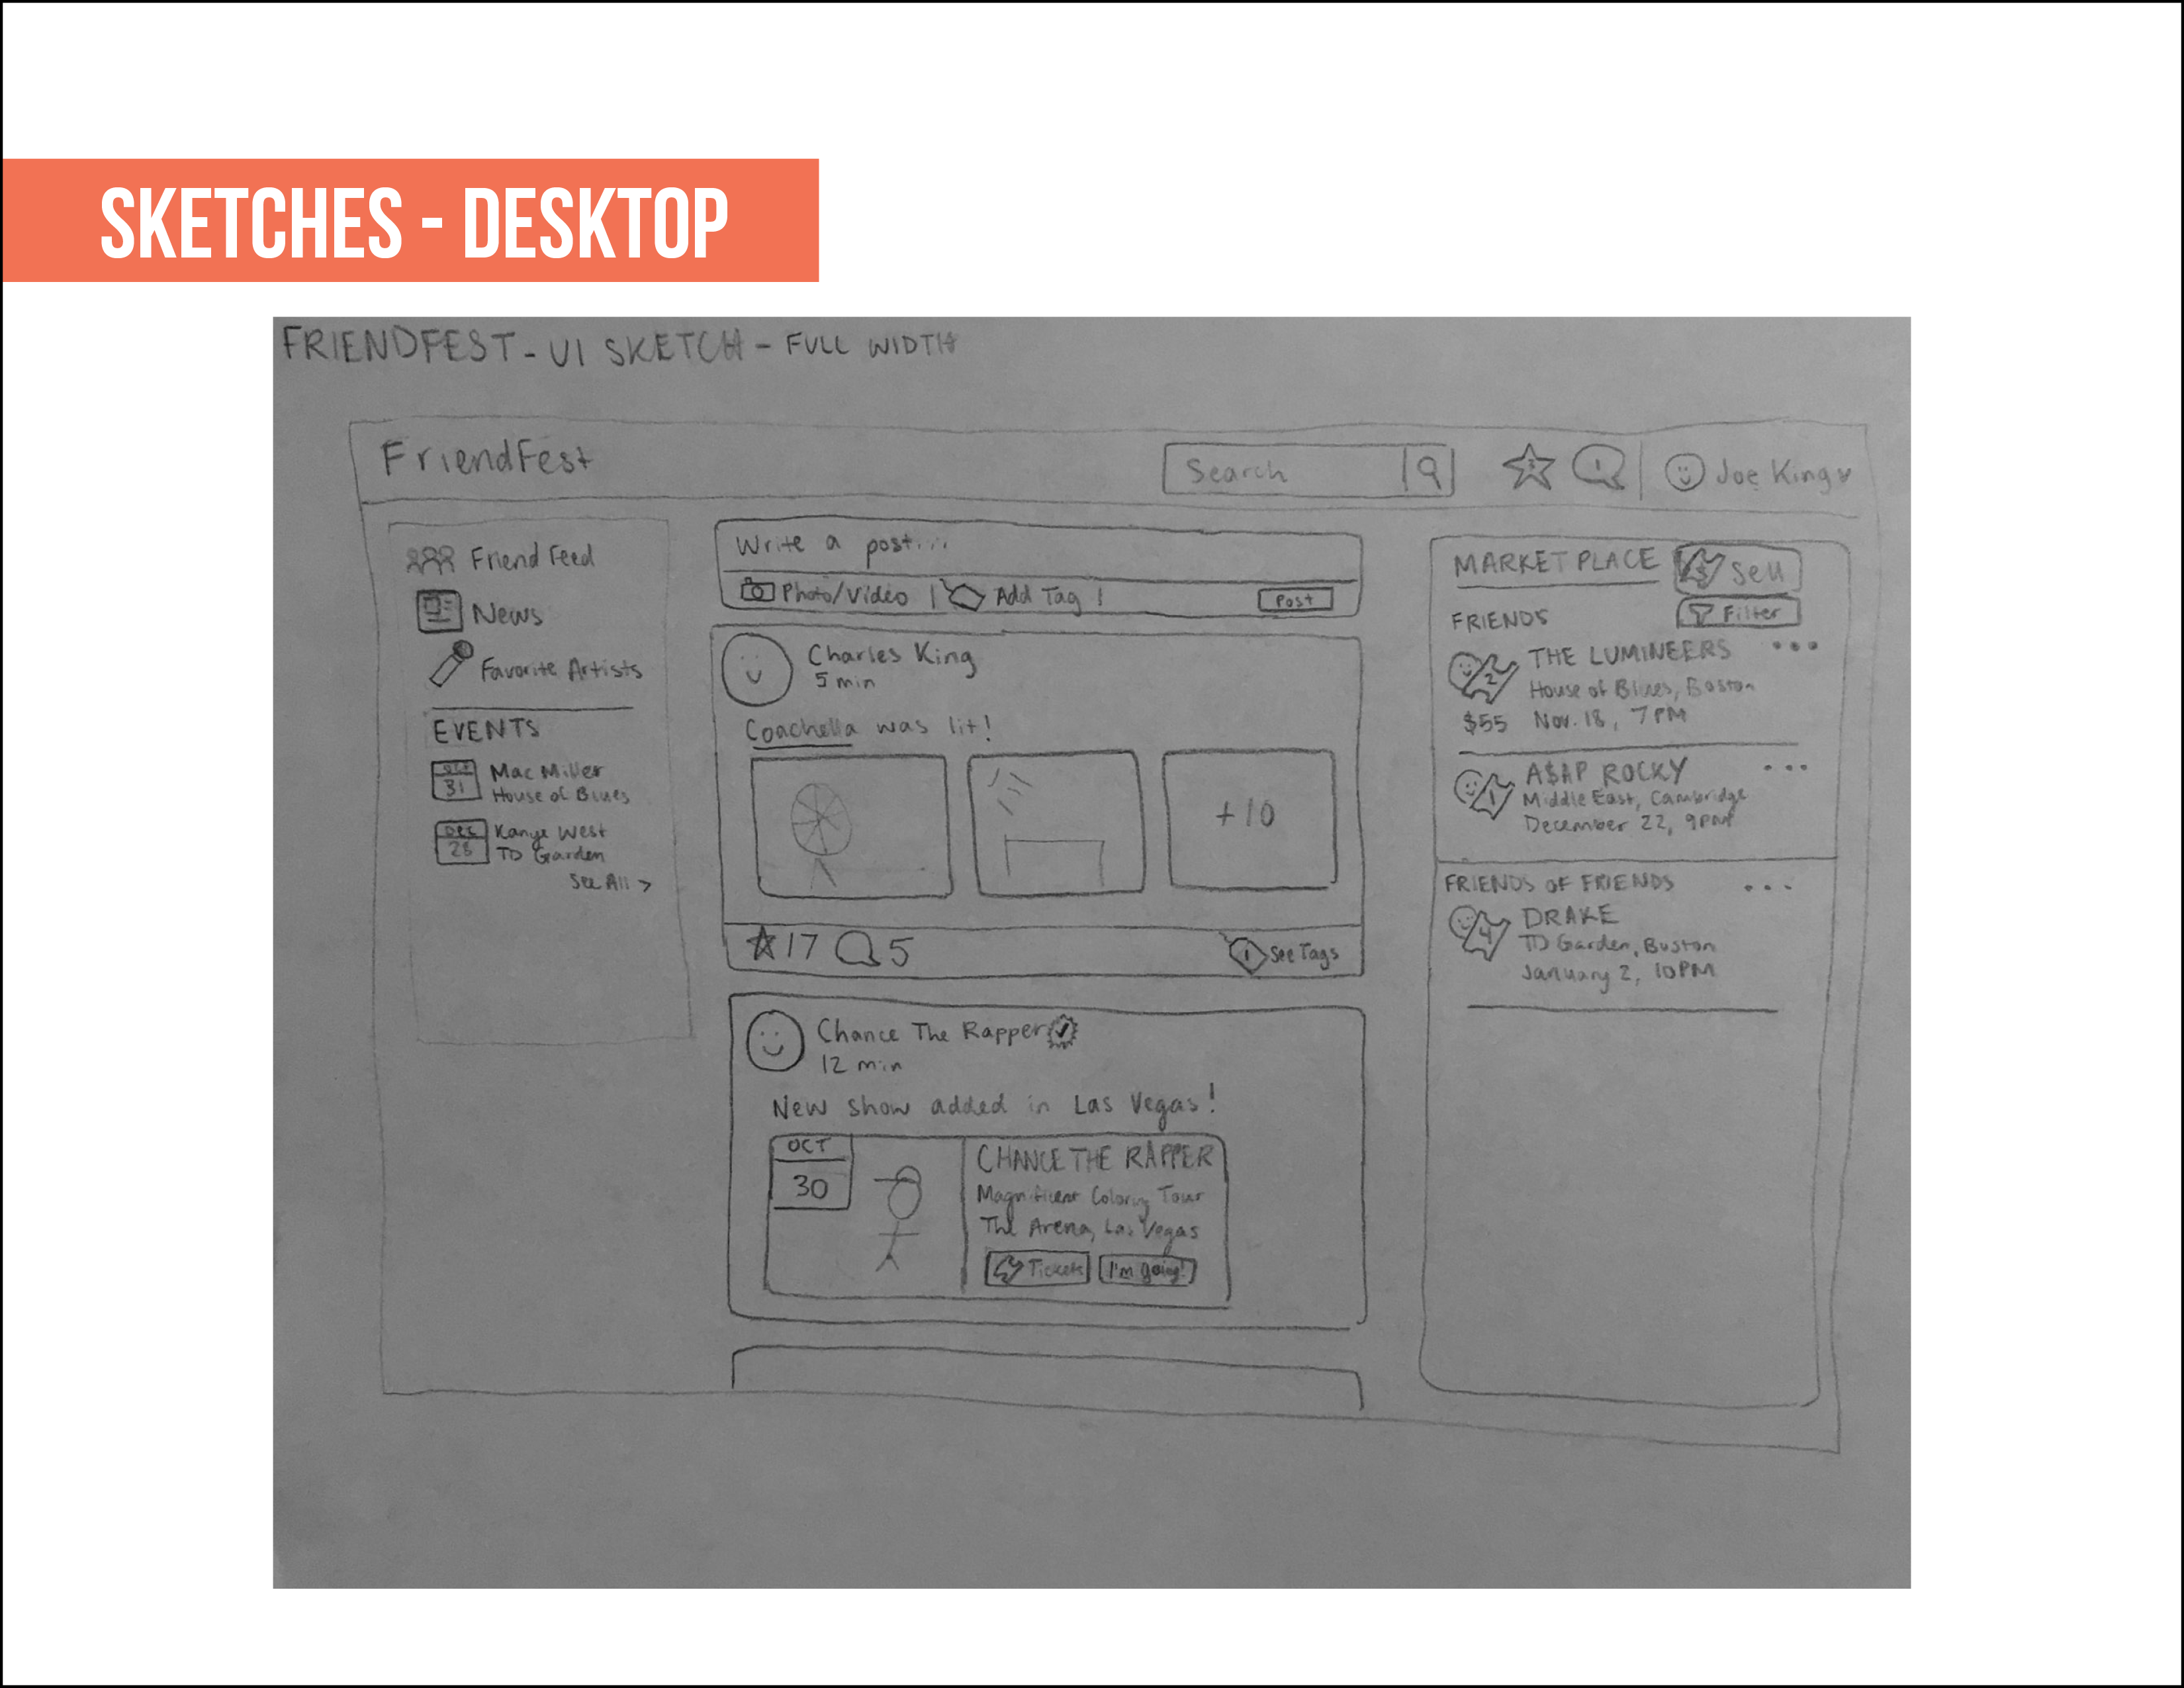 SKETCHES - DESKTOP
FRIENDFEST - UI SKETCH - FULL WIDTH
FriendFest
Search
1
Joe King
Friend Feed
News
Favorite Artists
EVENTS
31
Mac Miller
House of Blues
DEC
28
Kanye West
TD Garden
See All >
Write a post...
Photo/Video | Add Tag |
Post
Charles King
5 min
Coachella was lit!
+10
17
5
1
See Tags
Chance The Rapper
12 min
New show added in Las Vegas!
OCT
30
CHANCE THE RAPPER
Magnificent Coloring Tour
The Arena, Las Vegas
Tickets
I'm going!
MARKETPLACE
Sell
FRIENDS
Filter
2
THE LUMINEERS
...
House of Blues, Boston
$55
Nov. 18, 7PM
1
A$AP ROCKY
...
Middle East, Cambridge
December 22, 9PM
FRIENDS OF FRIENDS
...
4
DRAKE
TD Garden, Boston
January 2, 10PM